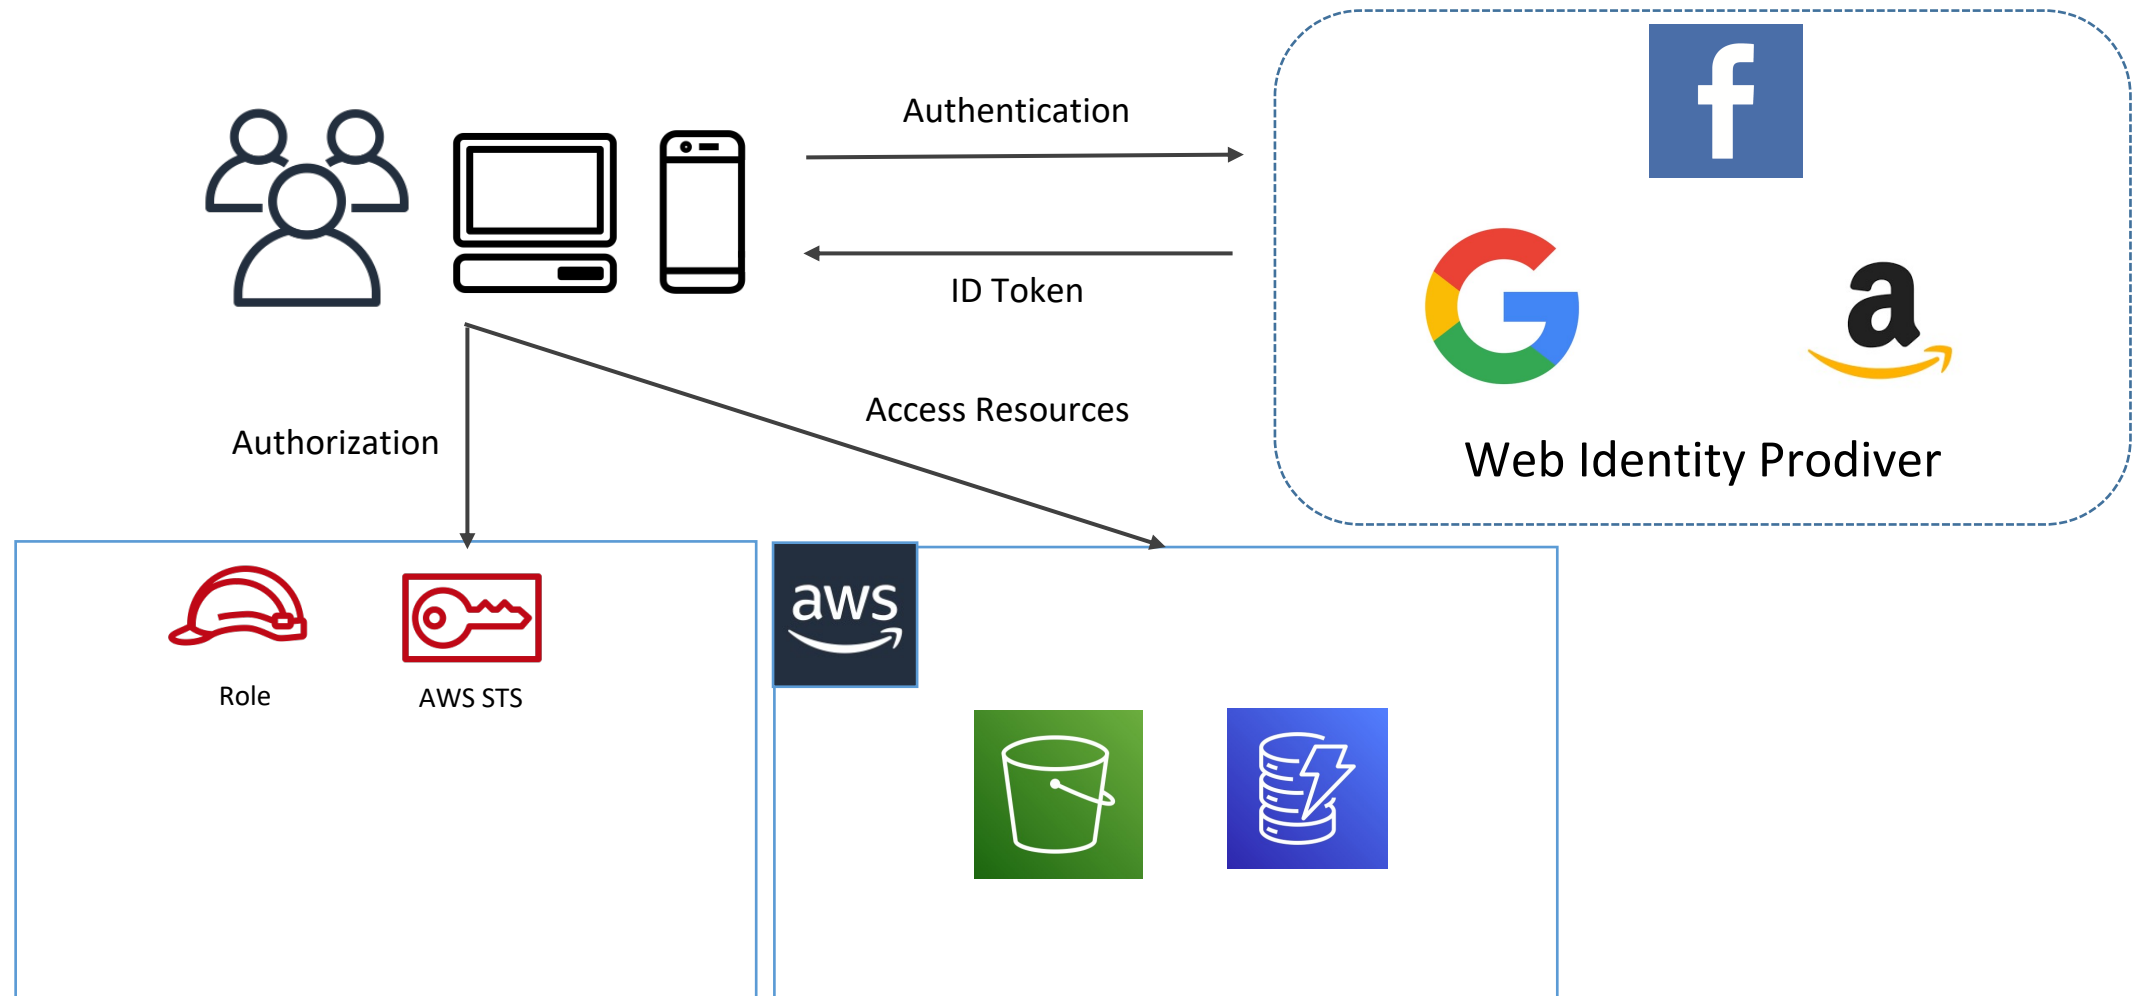 Authentication
ID Token
Access Resources
Authorization
Web Identity Prodiver
Role
AWS STS
aws